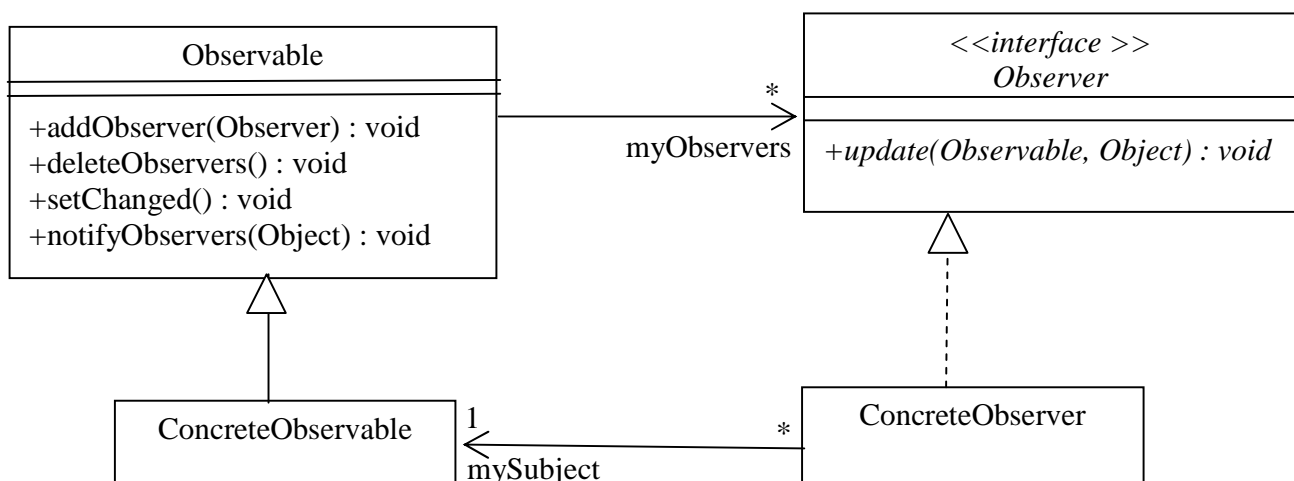 Observable
+addObserver(Observer) : void
+deleteObservers() : void
+setChanged() : void
+notifyObservers(Object) : void
*
myObservers
<<interface >>
Observer
+update(Observable, Object) : void
ConcreteObservable
1
*
mySubject
ConcreteObserver